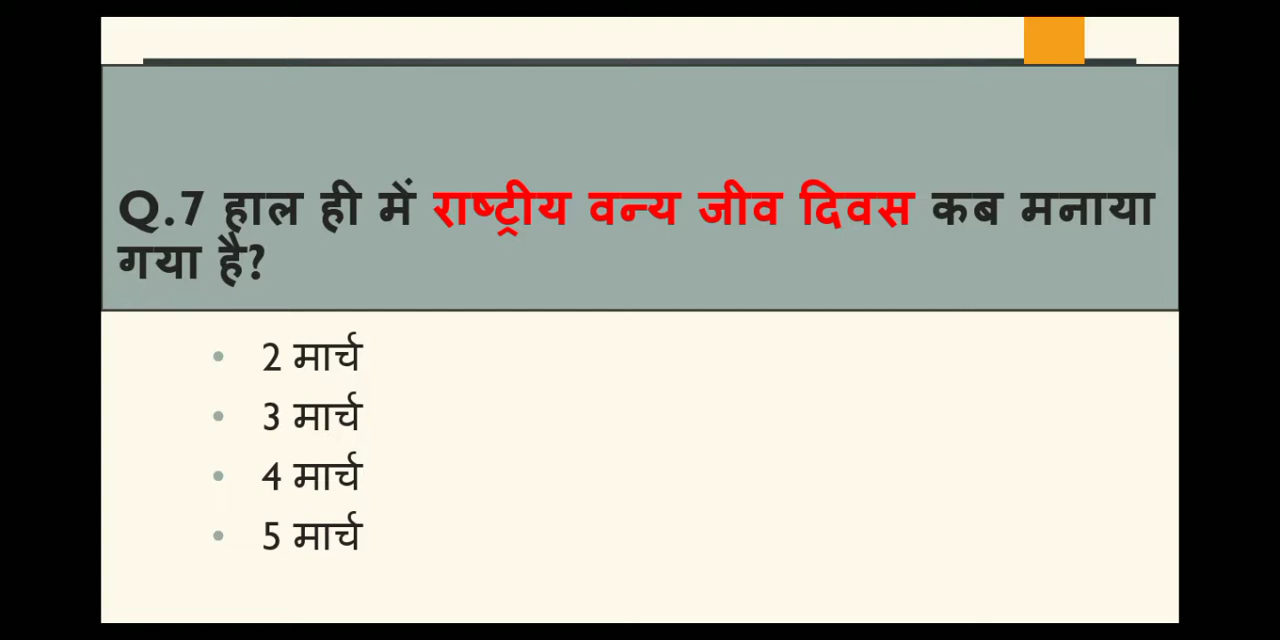 Q.7 हाल ही में राष्ट्रीय वन्य जीव दिवस कब मनाया
गया है?
• 2 मार्च
• 3 मार्च
• 4 मार्च
• 5 मार्च